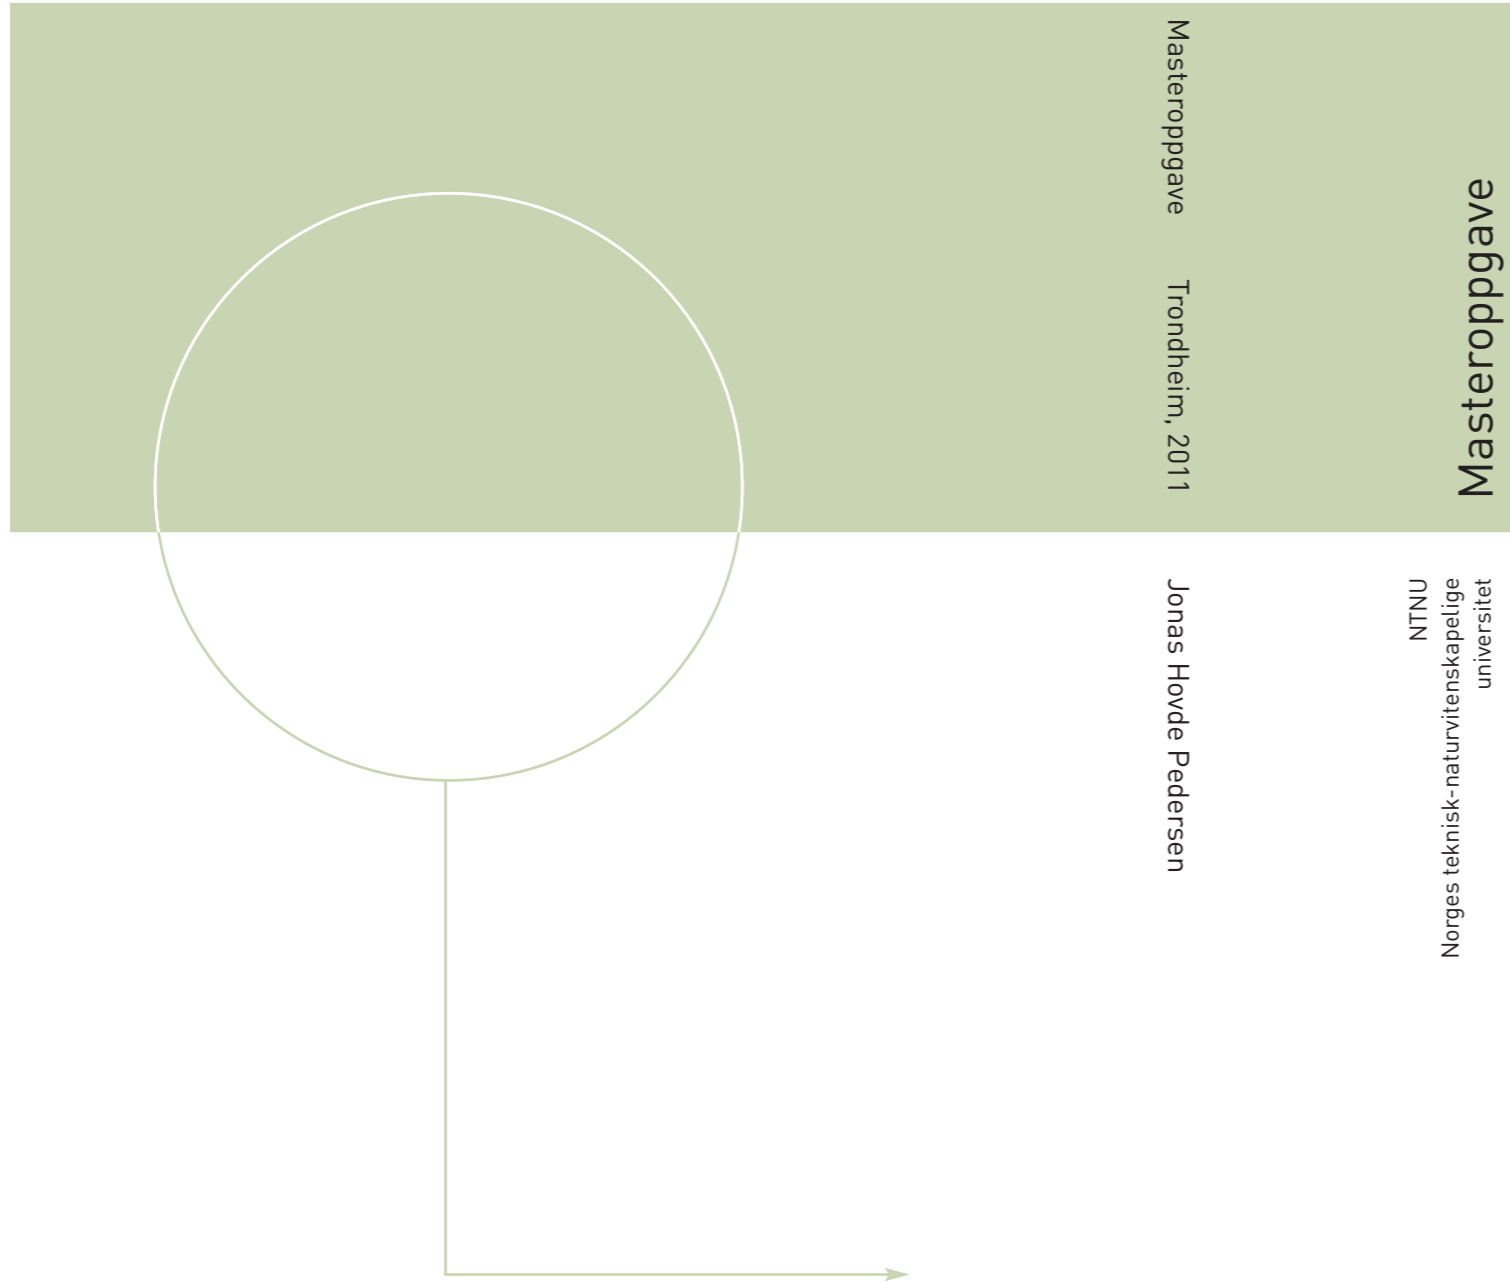 Masteroppgave
Trondheim, 2011
Jonas Hovde Pedersen
Masteroppgave
NTNU
Norges teknisk-naturvitenskapelige
universitet